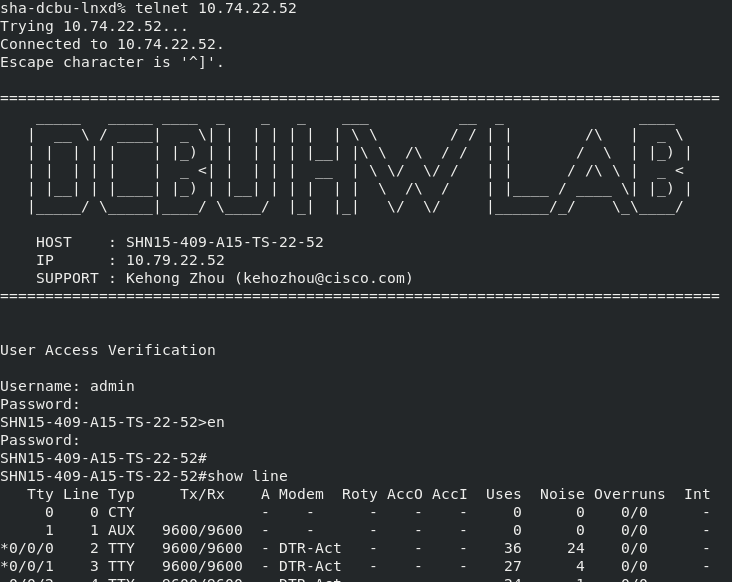 sha-dcbu-lnxd% telnet 10.74.22.52
Trying 10.74.22.52...
Connected to 10.74.22.52.
Escape character is '^]'.
================================================================================
DCBUHW LAB
HOST    : SHN15-409-A15-TS-22-52
IP      : 10.79.22.52
SUPPORT : Kehong Zhou (kehozhou@cisco.com)
================================================================================
User Access Verification
Username: admin
Password:
SHN15-409-A15-TS-22-52>en
Password:
SHN15-409-A15-TS-22-52#
SHN15-409-A15-TS-22-52#show line
   Tty Line Typ     Tx/Rx    A Modem  Roty AccO AccI  Uses  Noise Overruns  Int
     0    0 CTY              -    -      -    -    -     0      0    0/0      -
     1    1 AUX   9600/9600  -    -      -    -    -     0      0    0/0      -
*0/0/0    2 TTY   9600/9600  - DTR-Act   -    -    -    36     24    0/0      -
*0/0/1    3 TTY   9600/9600  - DTR-Act   -    -    -    27      4    0/0      -